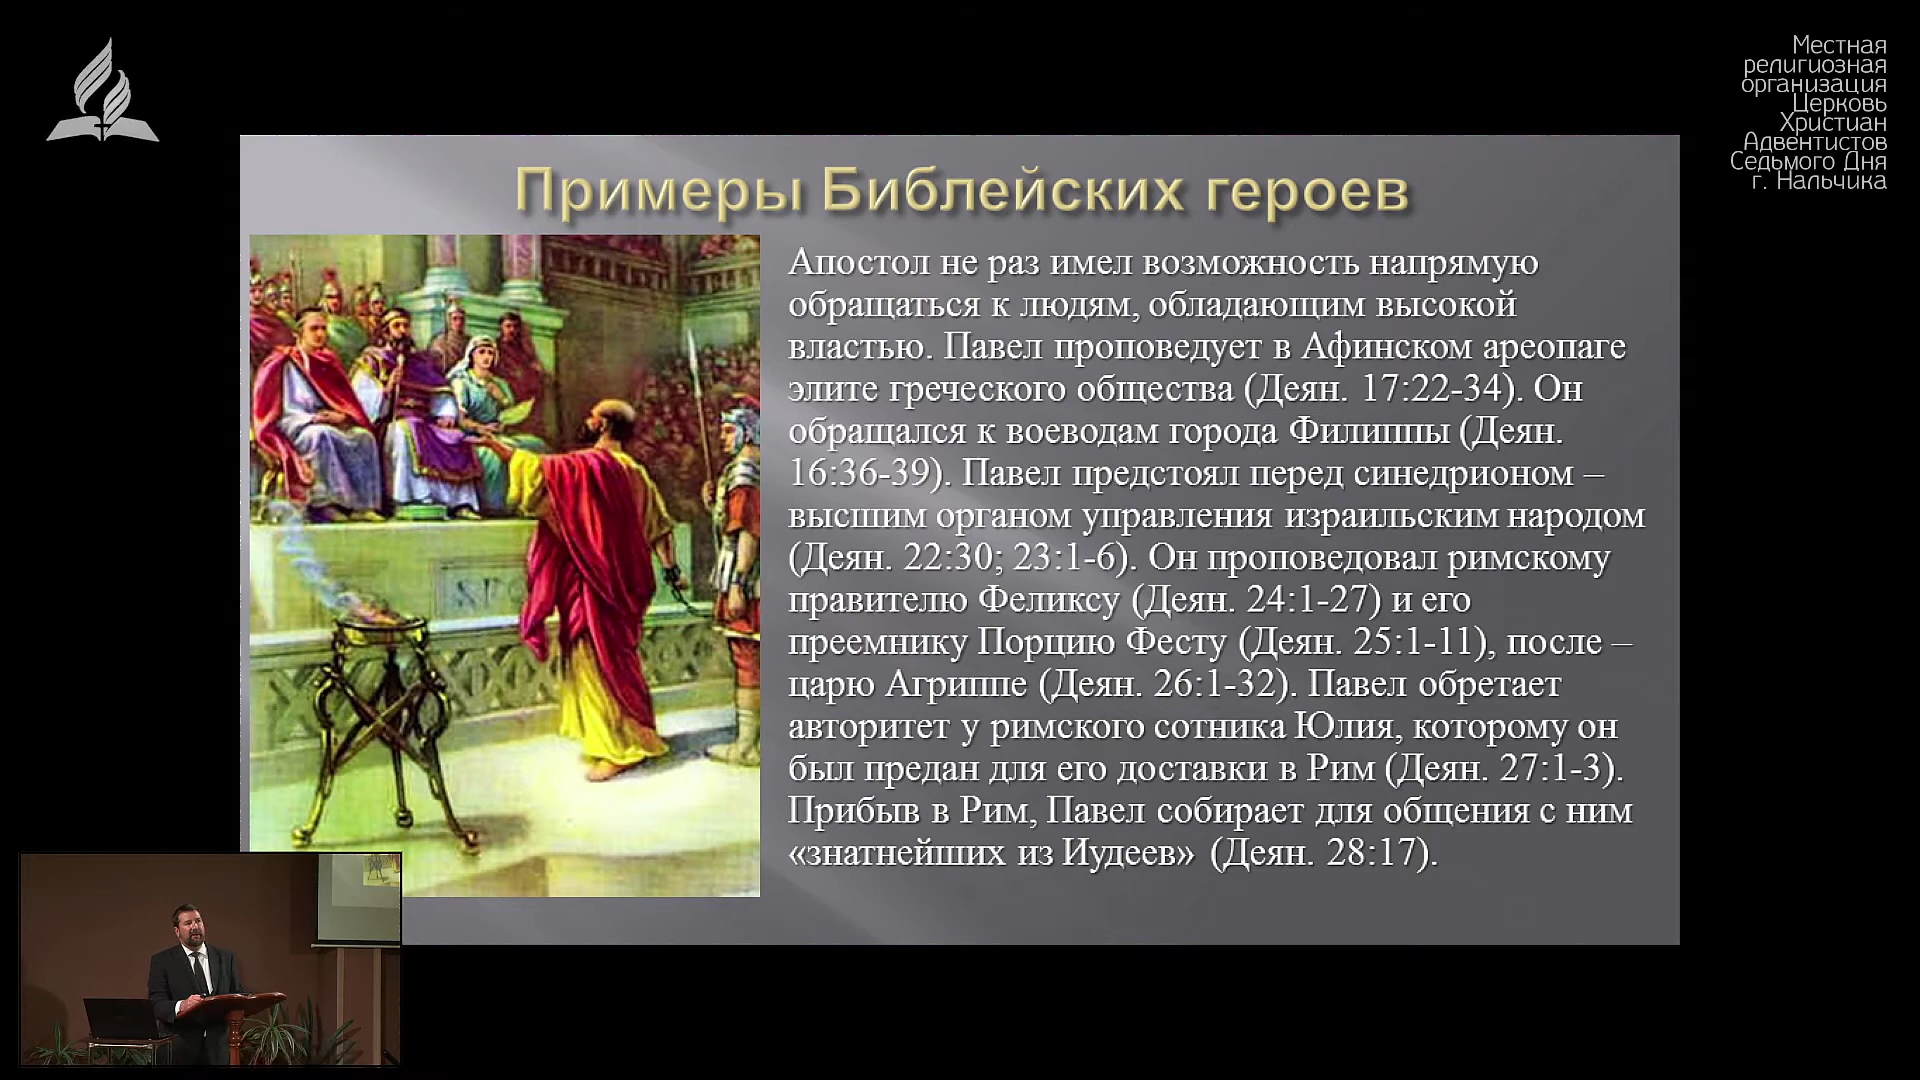 Местная
религиозная
организация
Церковь
Христиан
Адвентистов
Седьмого Дня
г. Нальчика
Примеры Библейских героев
Апостол не раз имел возможность напрямую
обращаться к людям, обладающим высокой
властью. Павел проповедует в Афинском ареопаге
элите греческого общества (Деян. 17:22-34). Он
обращался к воеводам города Филиппы (Деян.
16:36-39). Павел предстоял перед синедрионом –
высшим органом управления израильским народом
(Деян. 22:30; 23:1-6). Он проповедовал римскому
правителю Феликсу (Деян. 24:1-27) и его
преемнику Порцию Фесту (Деян. 25:1-11), после –
царю Агриппе (Деян. 26:1-32). Павел обретает
авторитет у римского сотника Юлия, которому он
был предан для его доставки в Рим (Деян. 27:1-3).
Прибыв в Рим, Павел собирает для общения с ним
«знатнейших из Иудеев» (Деян. 28:17).